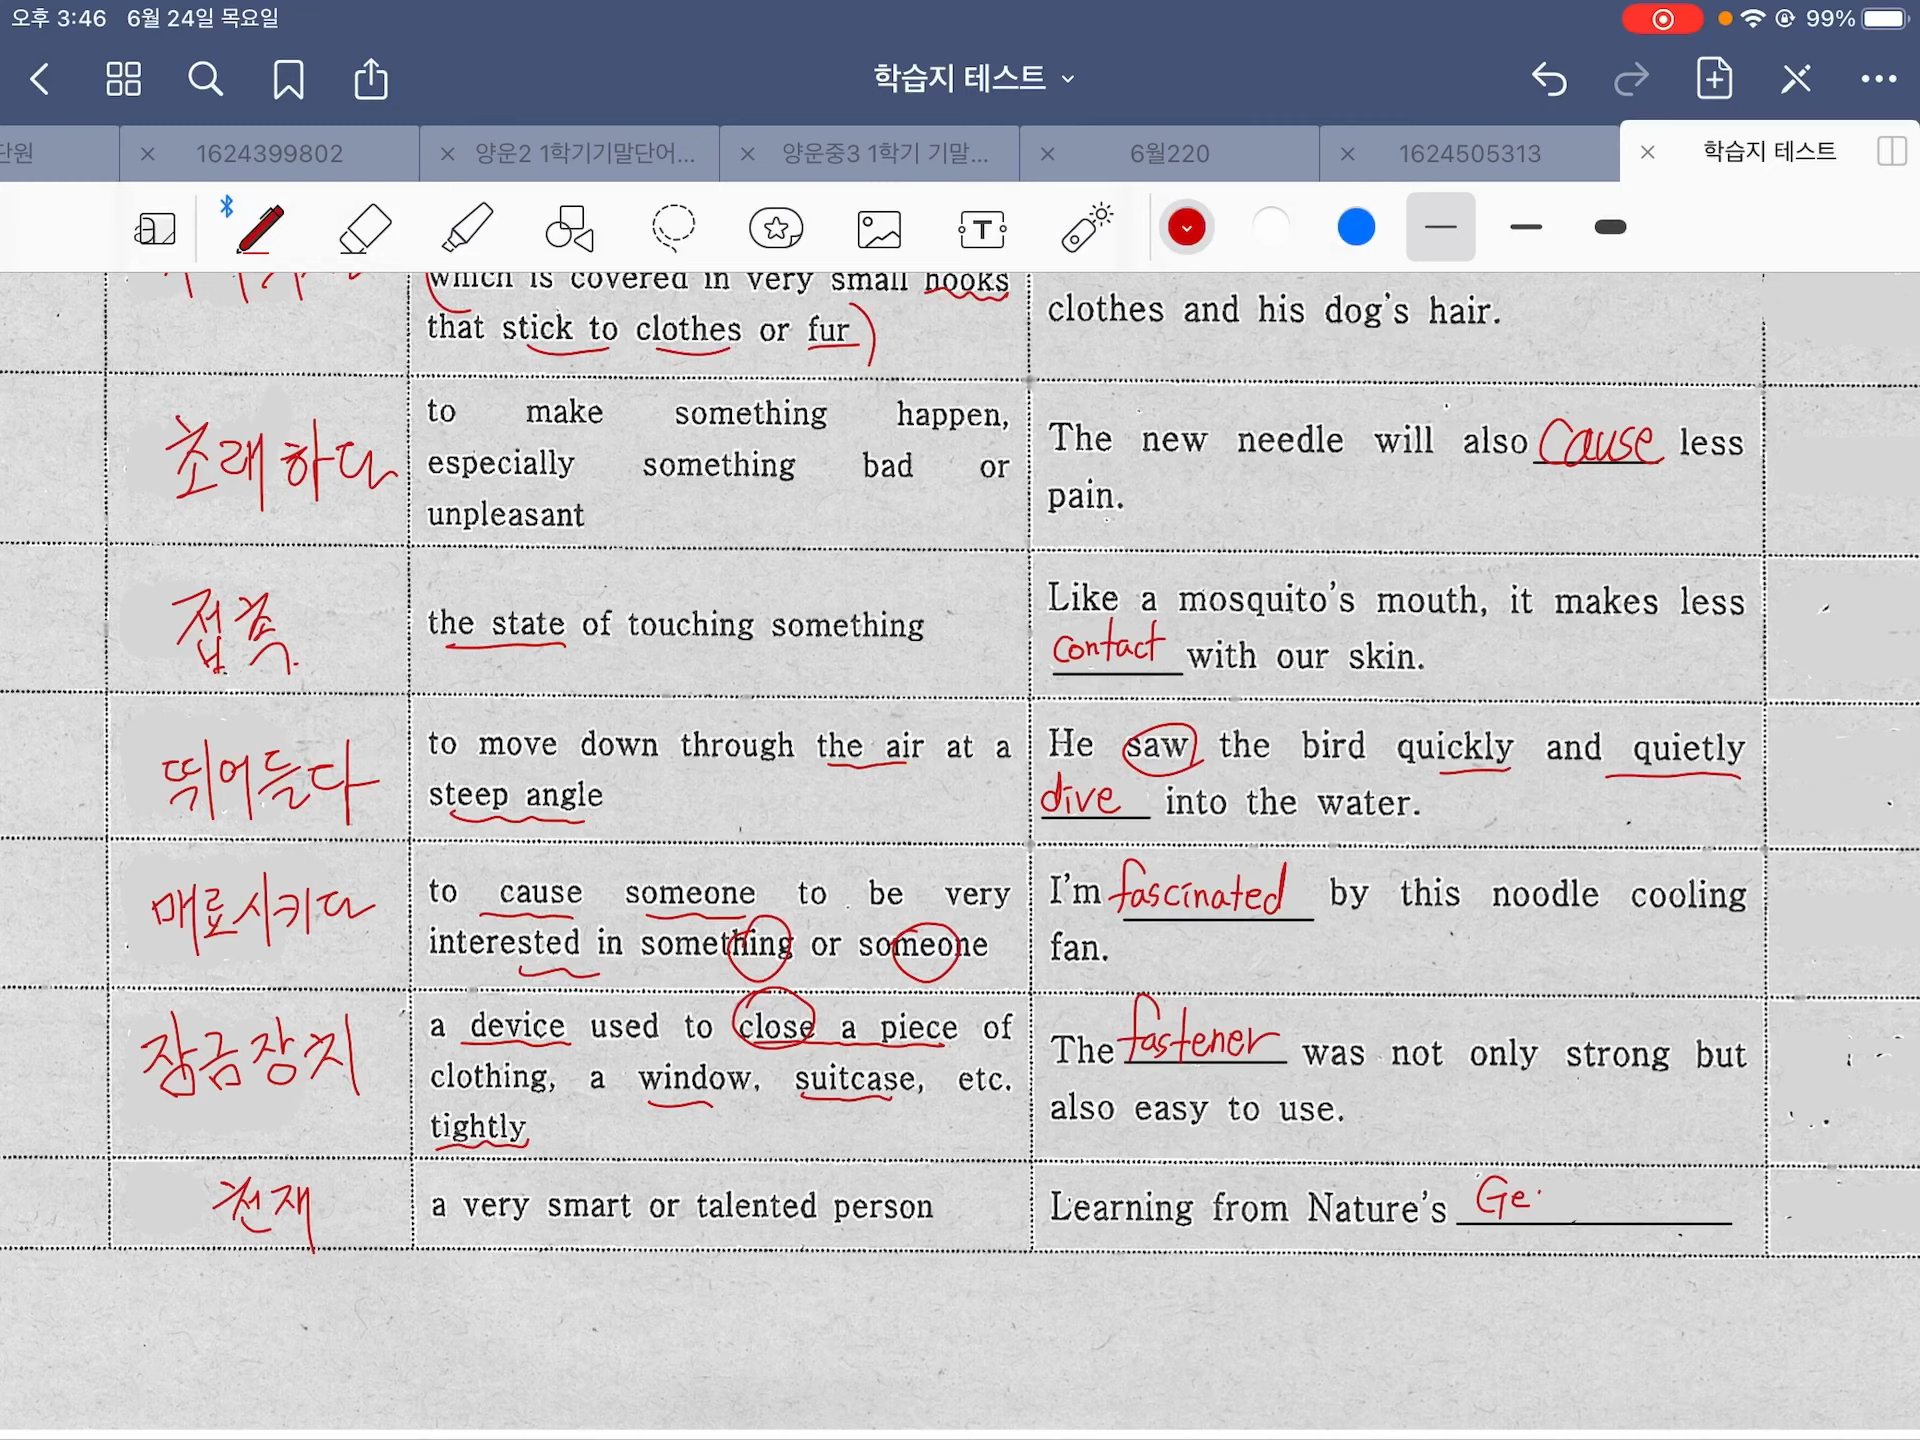 오후 3:46 6월 24일 목요일
99%
학습지 테스트
단원
1624399802
양운2 1학기기말단어...
양운중3 1학기 기말...
6월220
1624505313
학습지 테스트
which is covered in very small hooks
that stick to clothes or fur
clothes and his dog's hair.
초래하다
to make something happen,
especially something bad or
unpleasant
The new needle will also cause less
pain.
접촉
the state of touching something
Like a mosquito's mouth, it makes less
contact with our skin.
뛰어들다
to move down through the air at a
steep angle
He saw the bird quickly and quietly
dive into the water.
매료시키다
to cause someone to be very
interested in something or someone
I'm fascinated by this noodle cooling
fan.
잠금장치
a device used to close a piece of
clothing, a window, suitcase, etc.
tightly
The fastener was not only strong but
also easy to use.
천재
a very smart or talented person
Learning from Nature's Ge